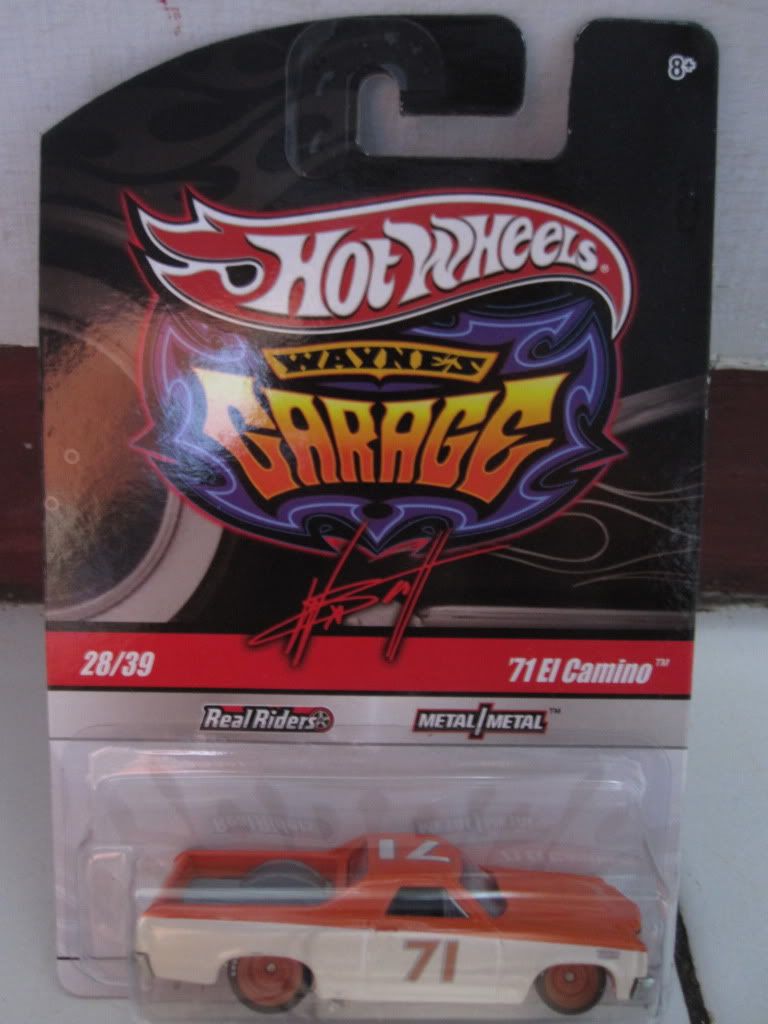 8+
Hot Wheels®
WAYNE'S
GARAGE
28/39
'71 El Camino™
Real Riders
METAL/METAL™
71
71